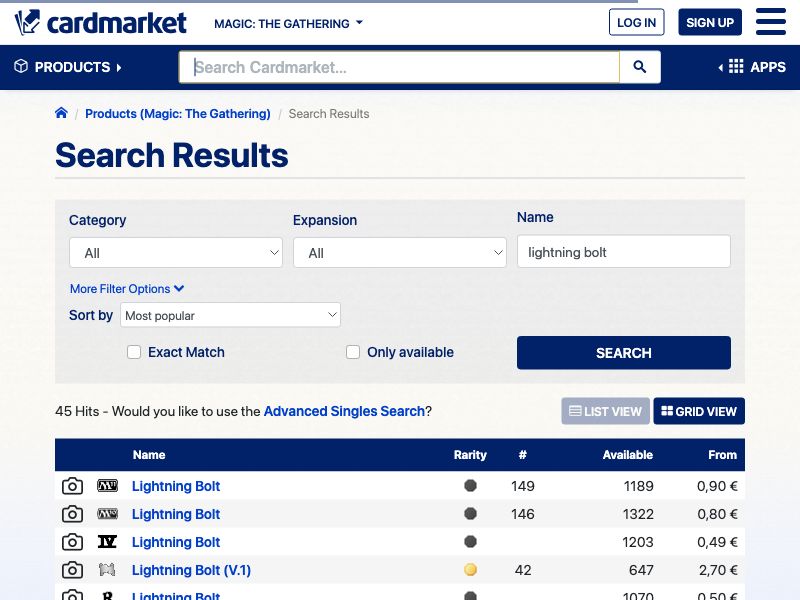 cardmarket
MAGIC: THE GATHERING
LOG IN
SIGN UP
PRODUCTS
Search Cardmarket...
APPS
Products (Magic: The Gathering) / Search Results
Search Results
Category
Expansion
Name
All
All
lightning bolt
More Filter Options
Sort by
Most popular
Exact Match
Only available
SEARCH
45 Hits - Would you like to use the Advanced Singles Search?
LIST VIEW
GRID VIEW
Name Rarity # Available From
Lightning Bolt 149 1189 0,90 €
Lightning Bolt 146 1322 0,80 €
IV Lightning Bolt 1203 0,49 €
Lightning Bolt (V.1) 42 647 2,70 €
R Lightning Bolt 1070 0,50 €